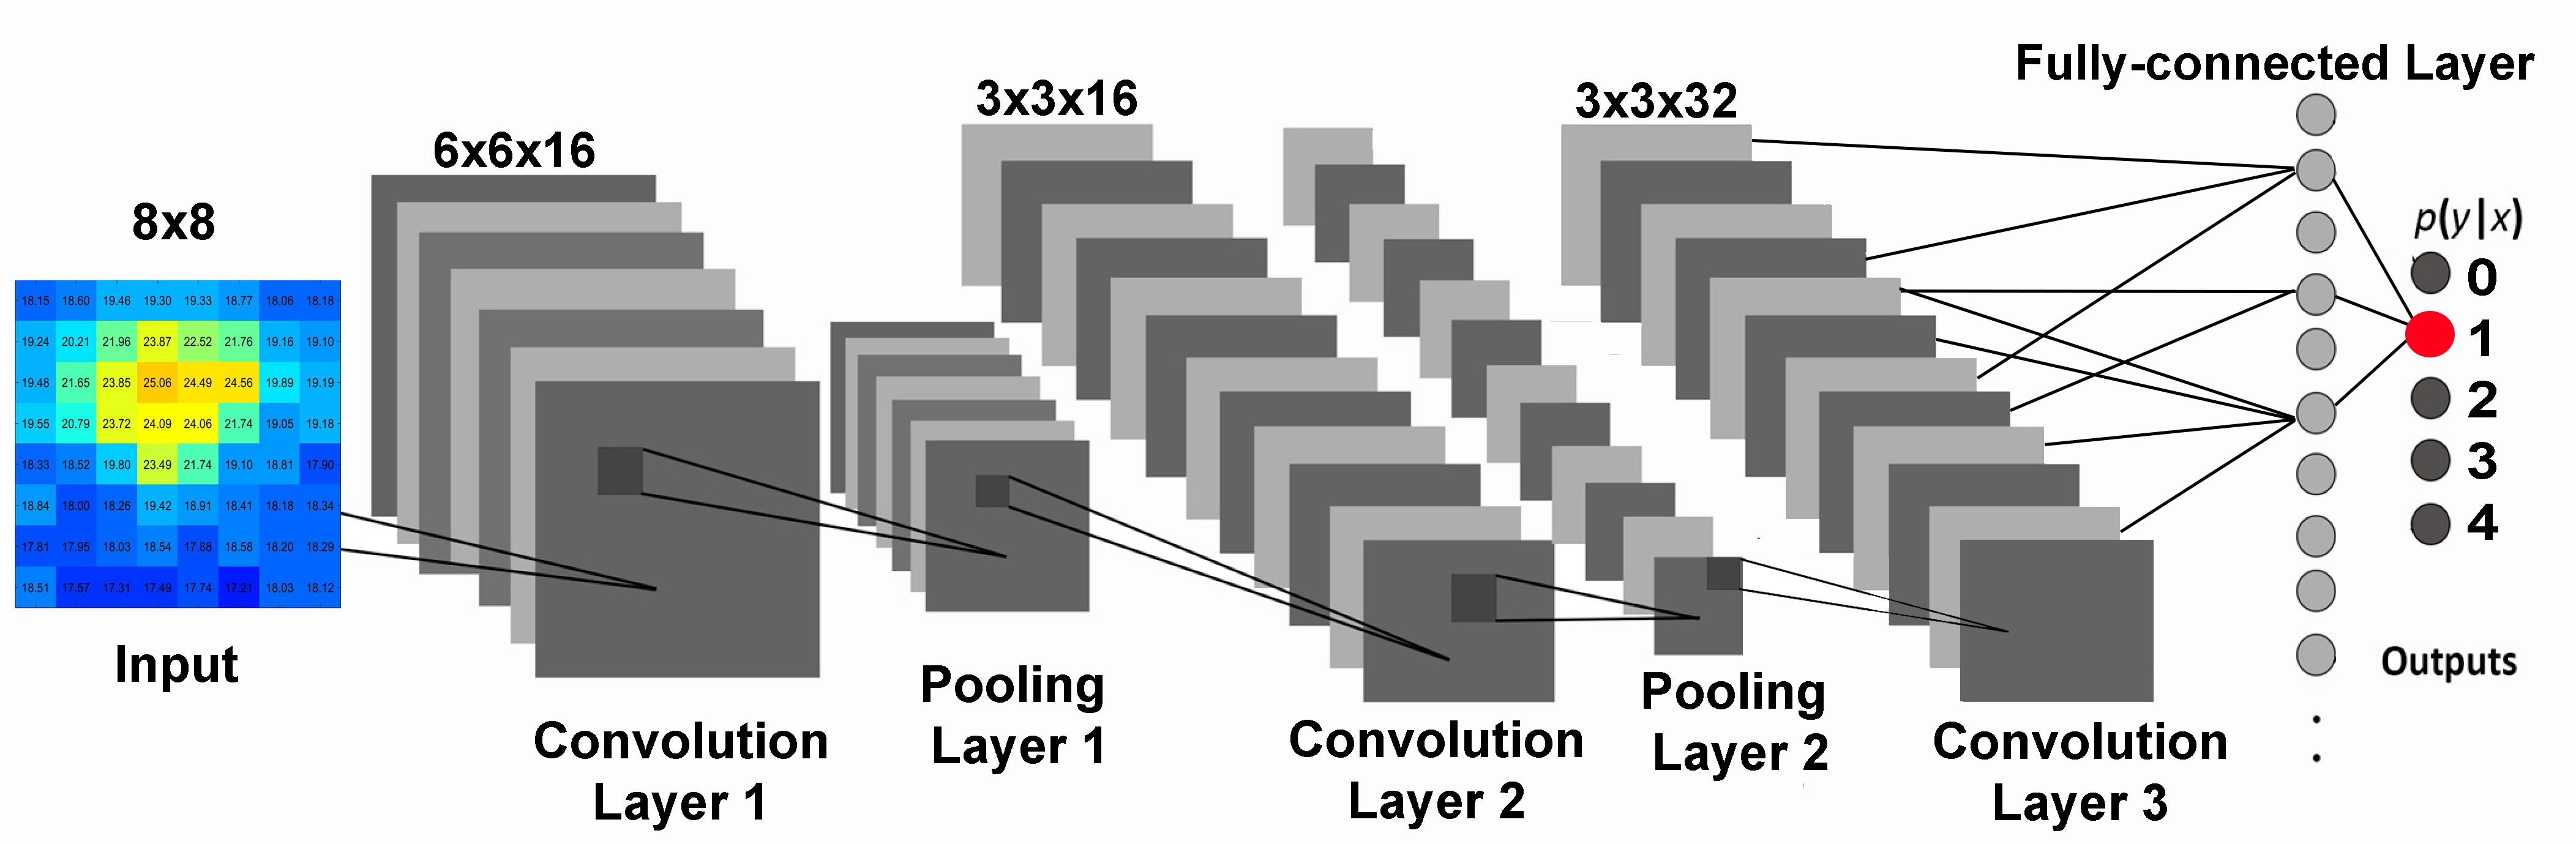 Fully-connected Layer
3x3x16
3x3x32
6x6x16
8x8
p(y|x)
0
1
2
3
4
18.15 18.60 19.46 19.30 19.33 18.77 18.06 18.18
19.24 20.21 21.96 23.87 22.52 21.76 19.16 19.10
19.48 21.65 23.85 25.06 24.49 24.56 19.89 19.19
19.55 20.79 23.72 24.09 24.06 21.74 19.05 19.18
18.33 18.52 19.80 23.49 21.74 19.10 18.81 17.90
18.84 18.00 18.26 19.42 18.91 18.41 18.18 18.34
17.81 17.95 18.03 18.54 17.88 18.58 18.20 18.29
18.51 17.57 17.31 17.49 17.74 17.21 18.03 18.12
Input
Convolution
Layer 1
Pooling
Layer 1
Convolution
Layer 2
Pooling
Layer 2
Convolution
Layer 3
Outputs